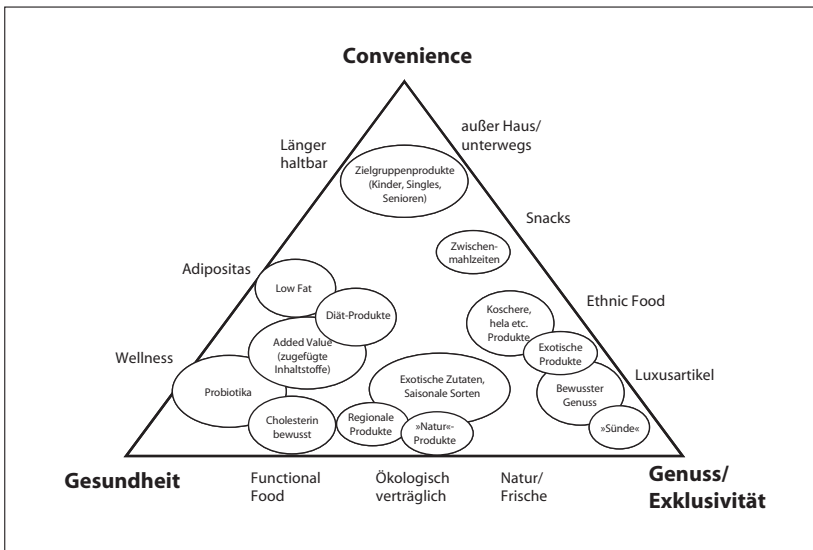 Convenience
außer Haus/
unterwegs
Länger
haltbar
Zielgruppenprodukte
(Kinder, Singles,
Senioren)
Snacks
Zwischen-
mahlzeiten
Adipositas
Low Fat
Ethnic Food
Diät-Produkte
Koschere,
hela etc.
Produkte
Added Value
(zugefügte
Inhaltstoffe)
Exotische
Produkte
Wellness
Luxusartikel
Probiotika
Exotische Zutaten,
Saisonale Sorten
Bewusster
Genuss
Cholesterin
bewusst
Regionale
Produkte
»Natur«-
Produkte
»Sünde«
Gesundheit
Functional
Food
Ökologisch
verträglich
Natur/
Frische
Genuss/
Exklusivität